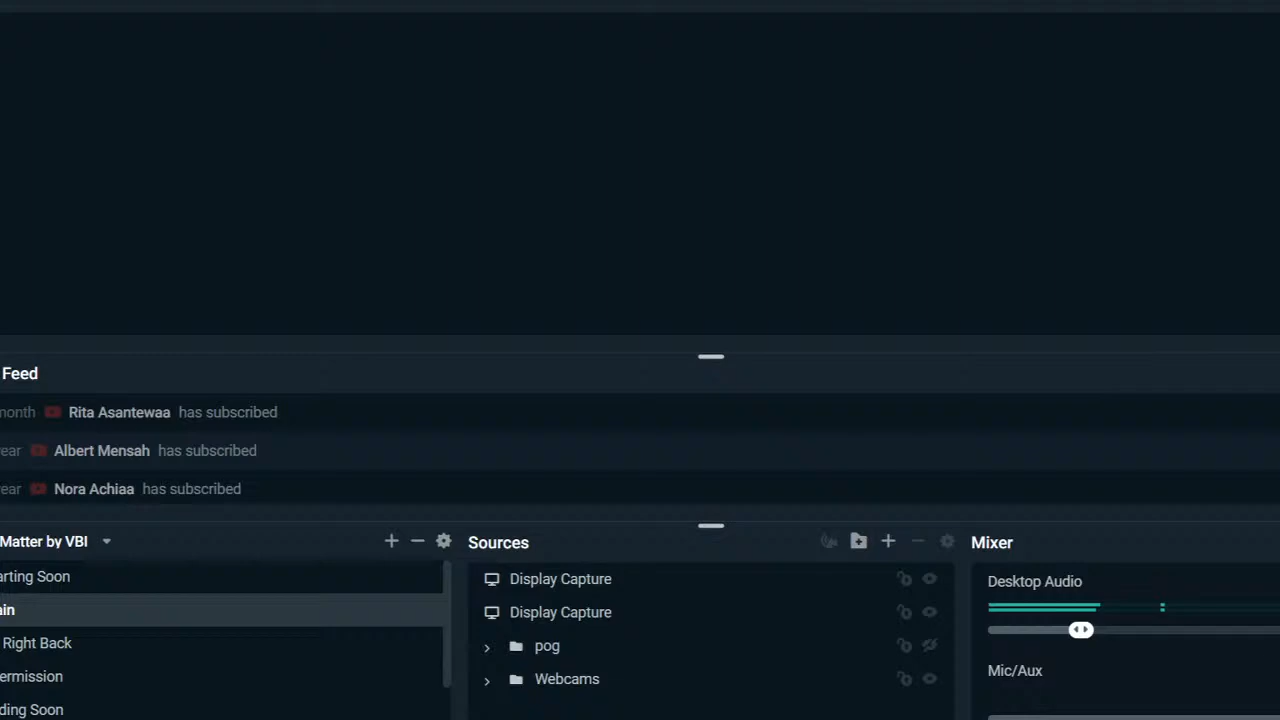 Feed
month Rita Asantewaa has subscribed
ear Albert Mensah has subscribed
ear Nora Achiaa has subscribed
Matter by VBI
arting Soon
ain
Right Back
ermission
ding Soon
Sources
Display Capture
Display Capture
pog
Webcams
Mixer
Desktop Audio
Mic/Aux